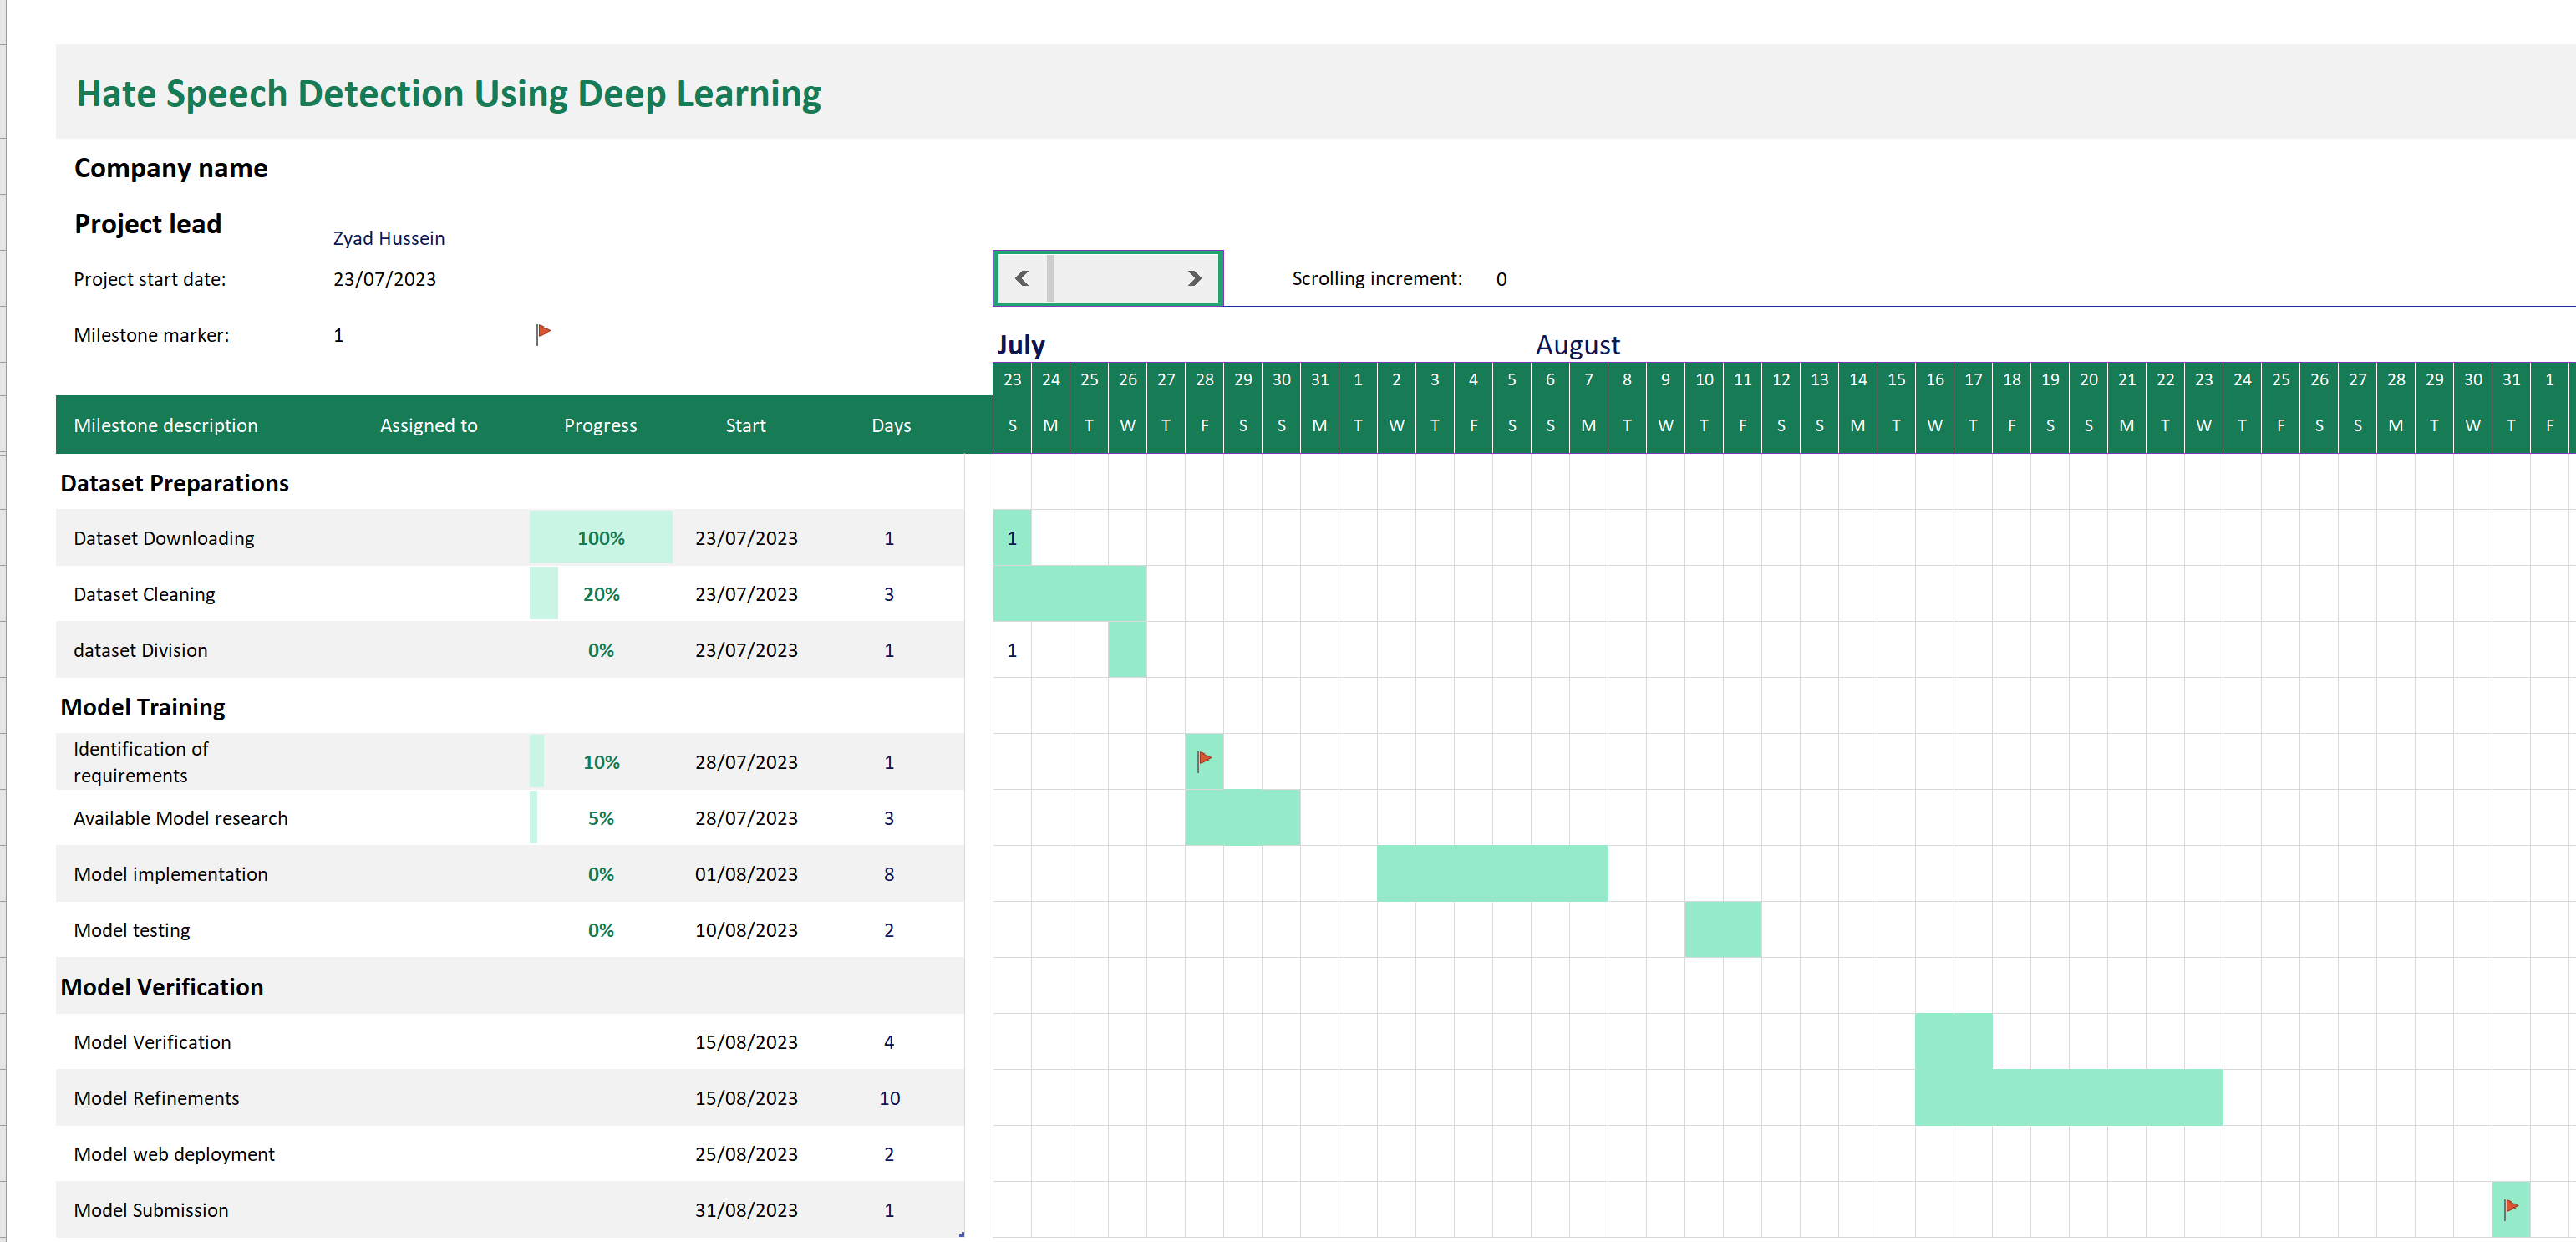 Hate Speech Detection Using Deep Learning
Company name
Project lead
Zyad Hussein
Project start date: 23/07/2023
Scrolling increment: 0
Milestone marker: 1
July August
23 24 25 26 27 28 29 30 31 1 2 3 4 5 6 7 8 9 10 11 12 13 14 15 16 17 18 19 20 21 22 23 24 25 26 27 28 29 30 31 1
Milestone description Assigned to Progress Start Days S M T W T F S S M T W T F S S M T W T F S S M T W T F S S M T W T F S S M T W T F
Dataset Preparations
Dataset Downloading 100% 23/07/2023 1 1
Dataset Cleaning 20% 23/07/2023 3
dataset Division 0% 23/07/2023 1 1
Model Training
Identification of
requirements 10% 28/07/2023 1
Available Model research 5% 28/07/2023 3
Model implementation 0% 01/08/2023 8
Model testing 0% 10/08/2023 2
Model Verification
Model Verification 15/08/2023 4
Model Refinements 15/08/2023 10
Model web deployment 25/08/2023 2
Model Submission 31/08/2023 1